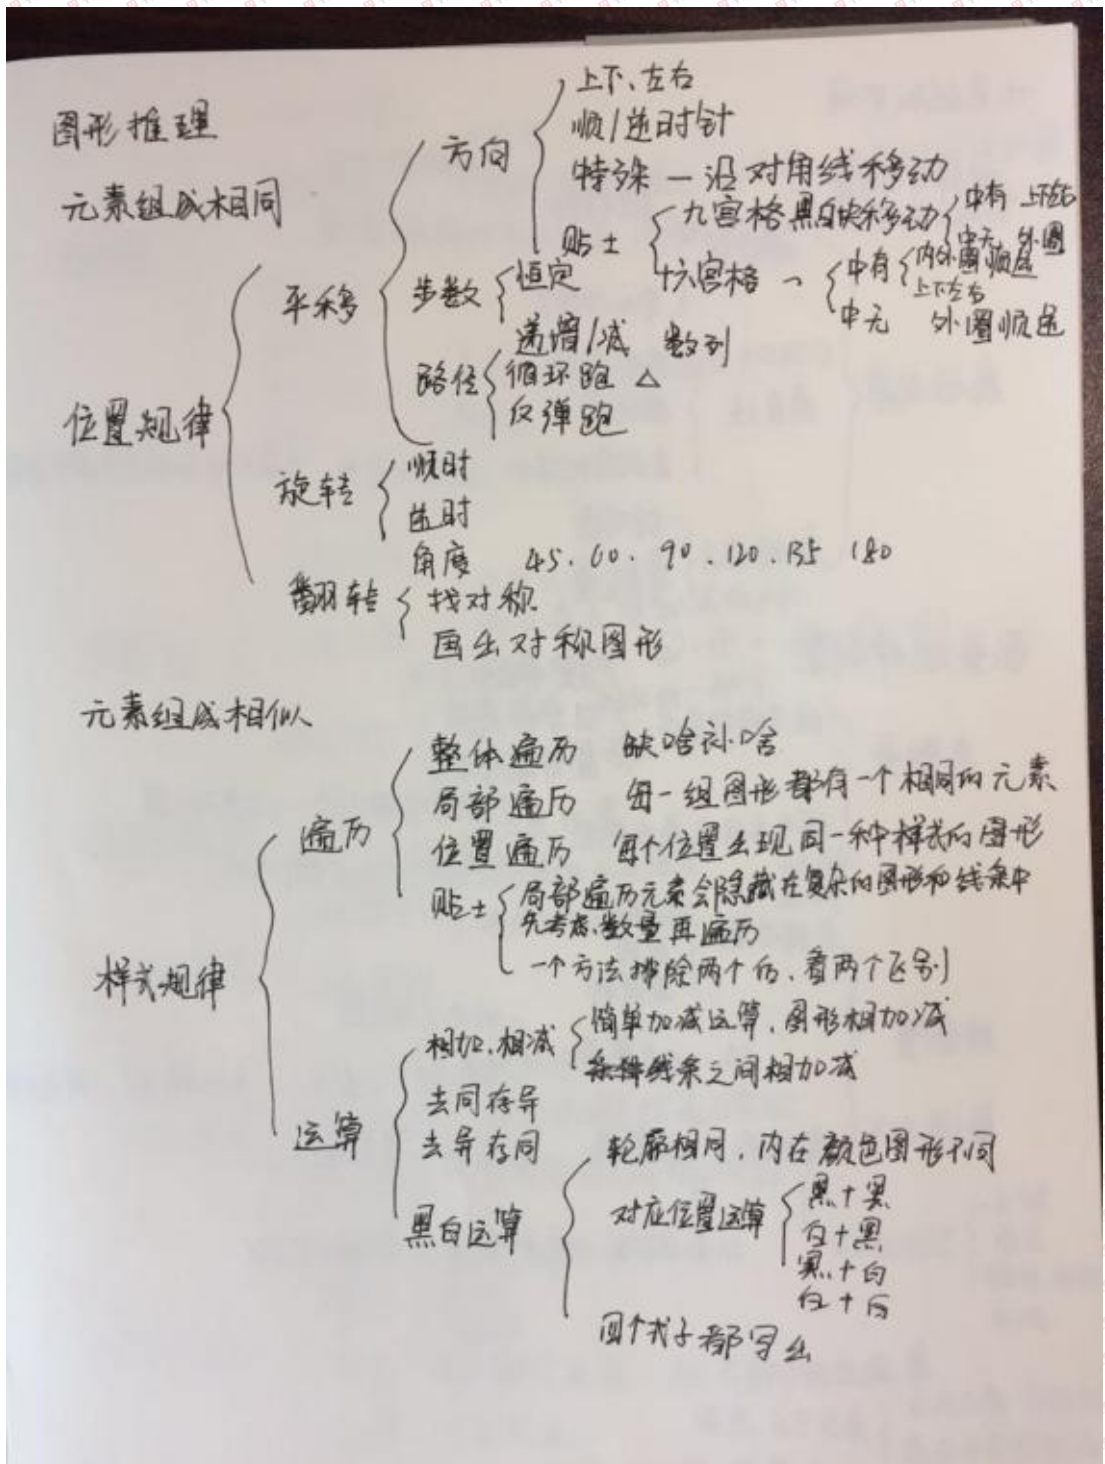 图形推理
元素组成相同
位置规律
平移
方向
上下、左右
顺/逆时针
特殊—沿对角线移动
贴士
九宫格黑白块移动
中有 上下左右
中无 外圈
十六宫格
中有
内外圈顺逆
上下左右
中无 外圈顺逆
步数
恒定
递增/减 数列
路径
循环跑 △
反弹跑
旋转
顺时
逆时
角度 45. 60. 90. 120. 135 180
翻转
找对称
画出对称图形
元素组成相似
样式规律
遍历
整体遍历 缺啥补啥
局部遍历 每一组图形都有一个相同的元素
位置遍历 每个位置出现同一种样式的图形
贴士
局部遍历元素会隐藏在复杂的图形和线条中
先考虑数量再遍历
一个方法排除两个的、看两个区别
运算
相加、相减
简单加减运算、图形相加减
线条之间相加减
去同存异
去异存同
黑白运算
轮廓相同、内在颜色图形不同
对应位置运算
黑+黑
白+黑
黑+白
白+白
四个式子都写出